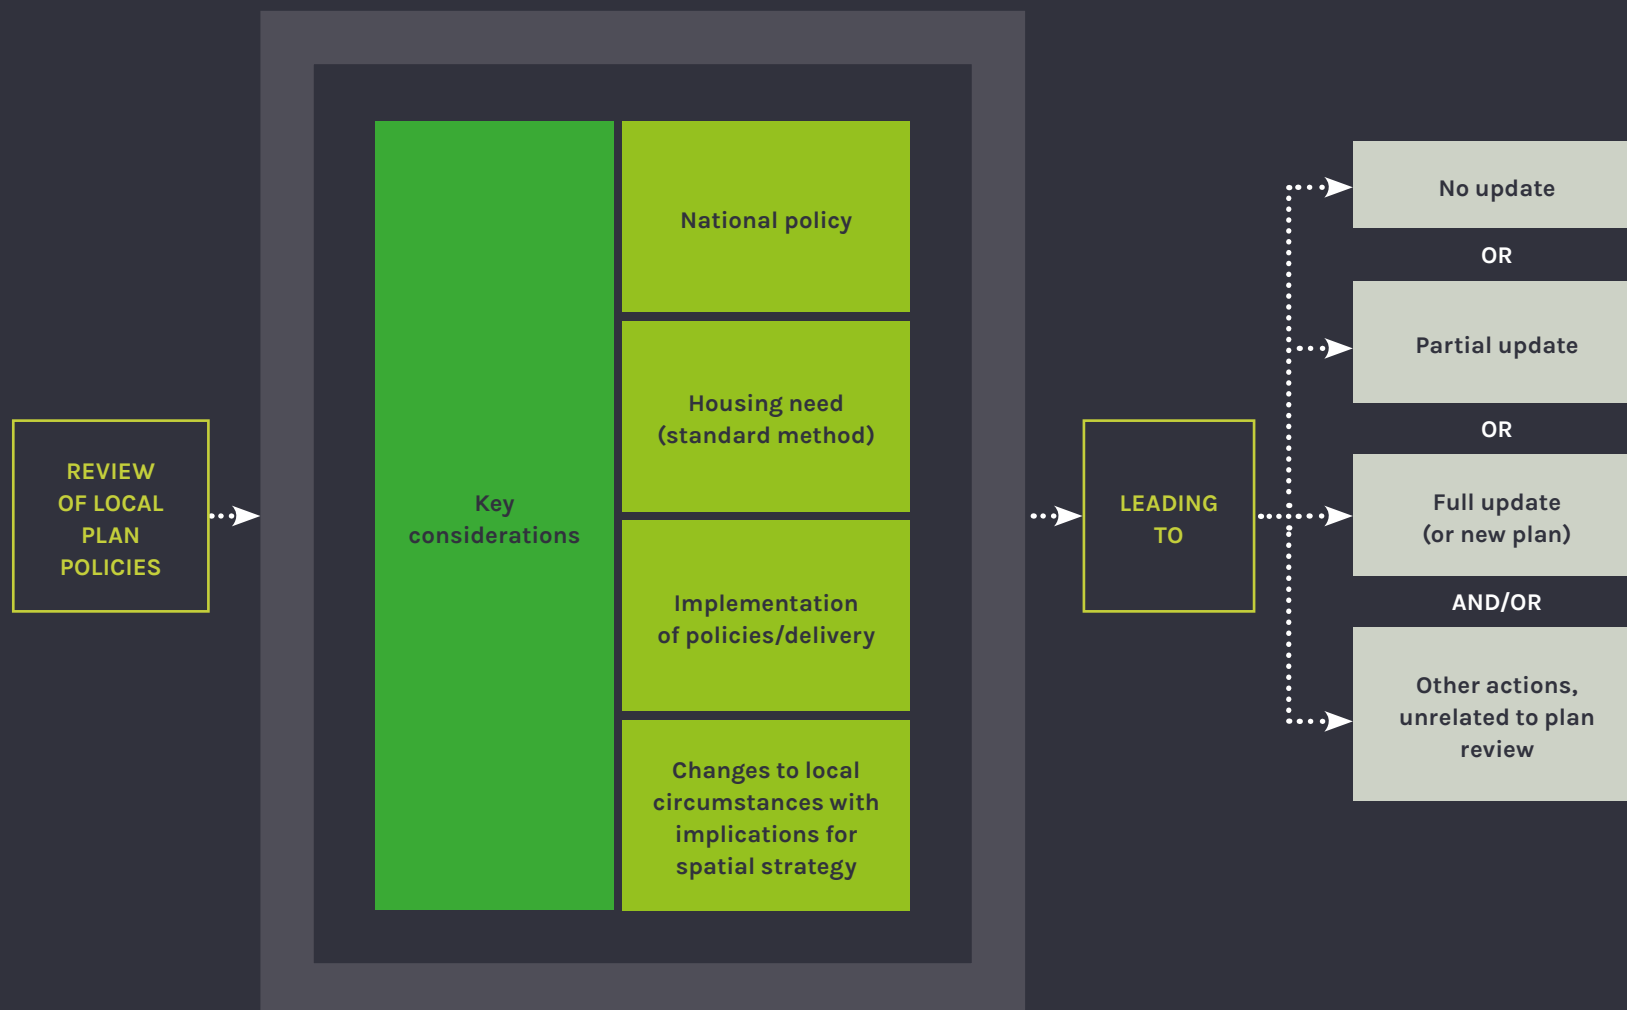 REVIEW
OF LOCAL
PLAN
POLICIES
Key
considerations
National policy
Housing need
(standard method)
Implementation
of policies/delivery
Changes to local
circumstances with
implications for
spatial strategy
LEADING
TO
No update
OR
Partial update
OR
Full update
(or new plan)
AND/OR
Other actions,
unrelated to plan
review